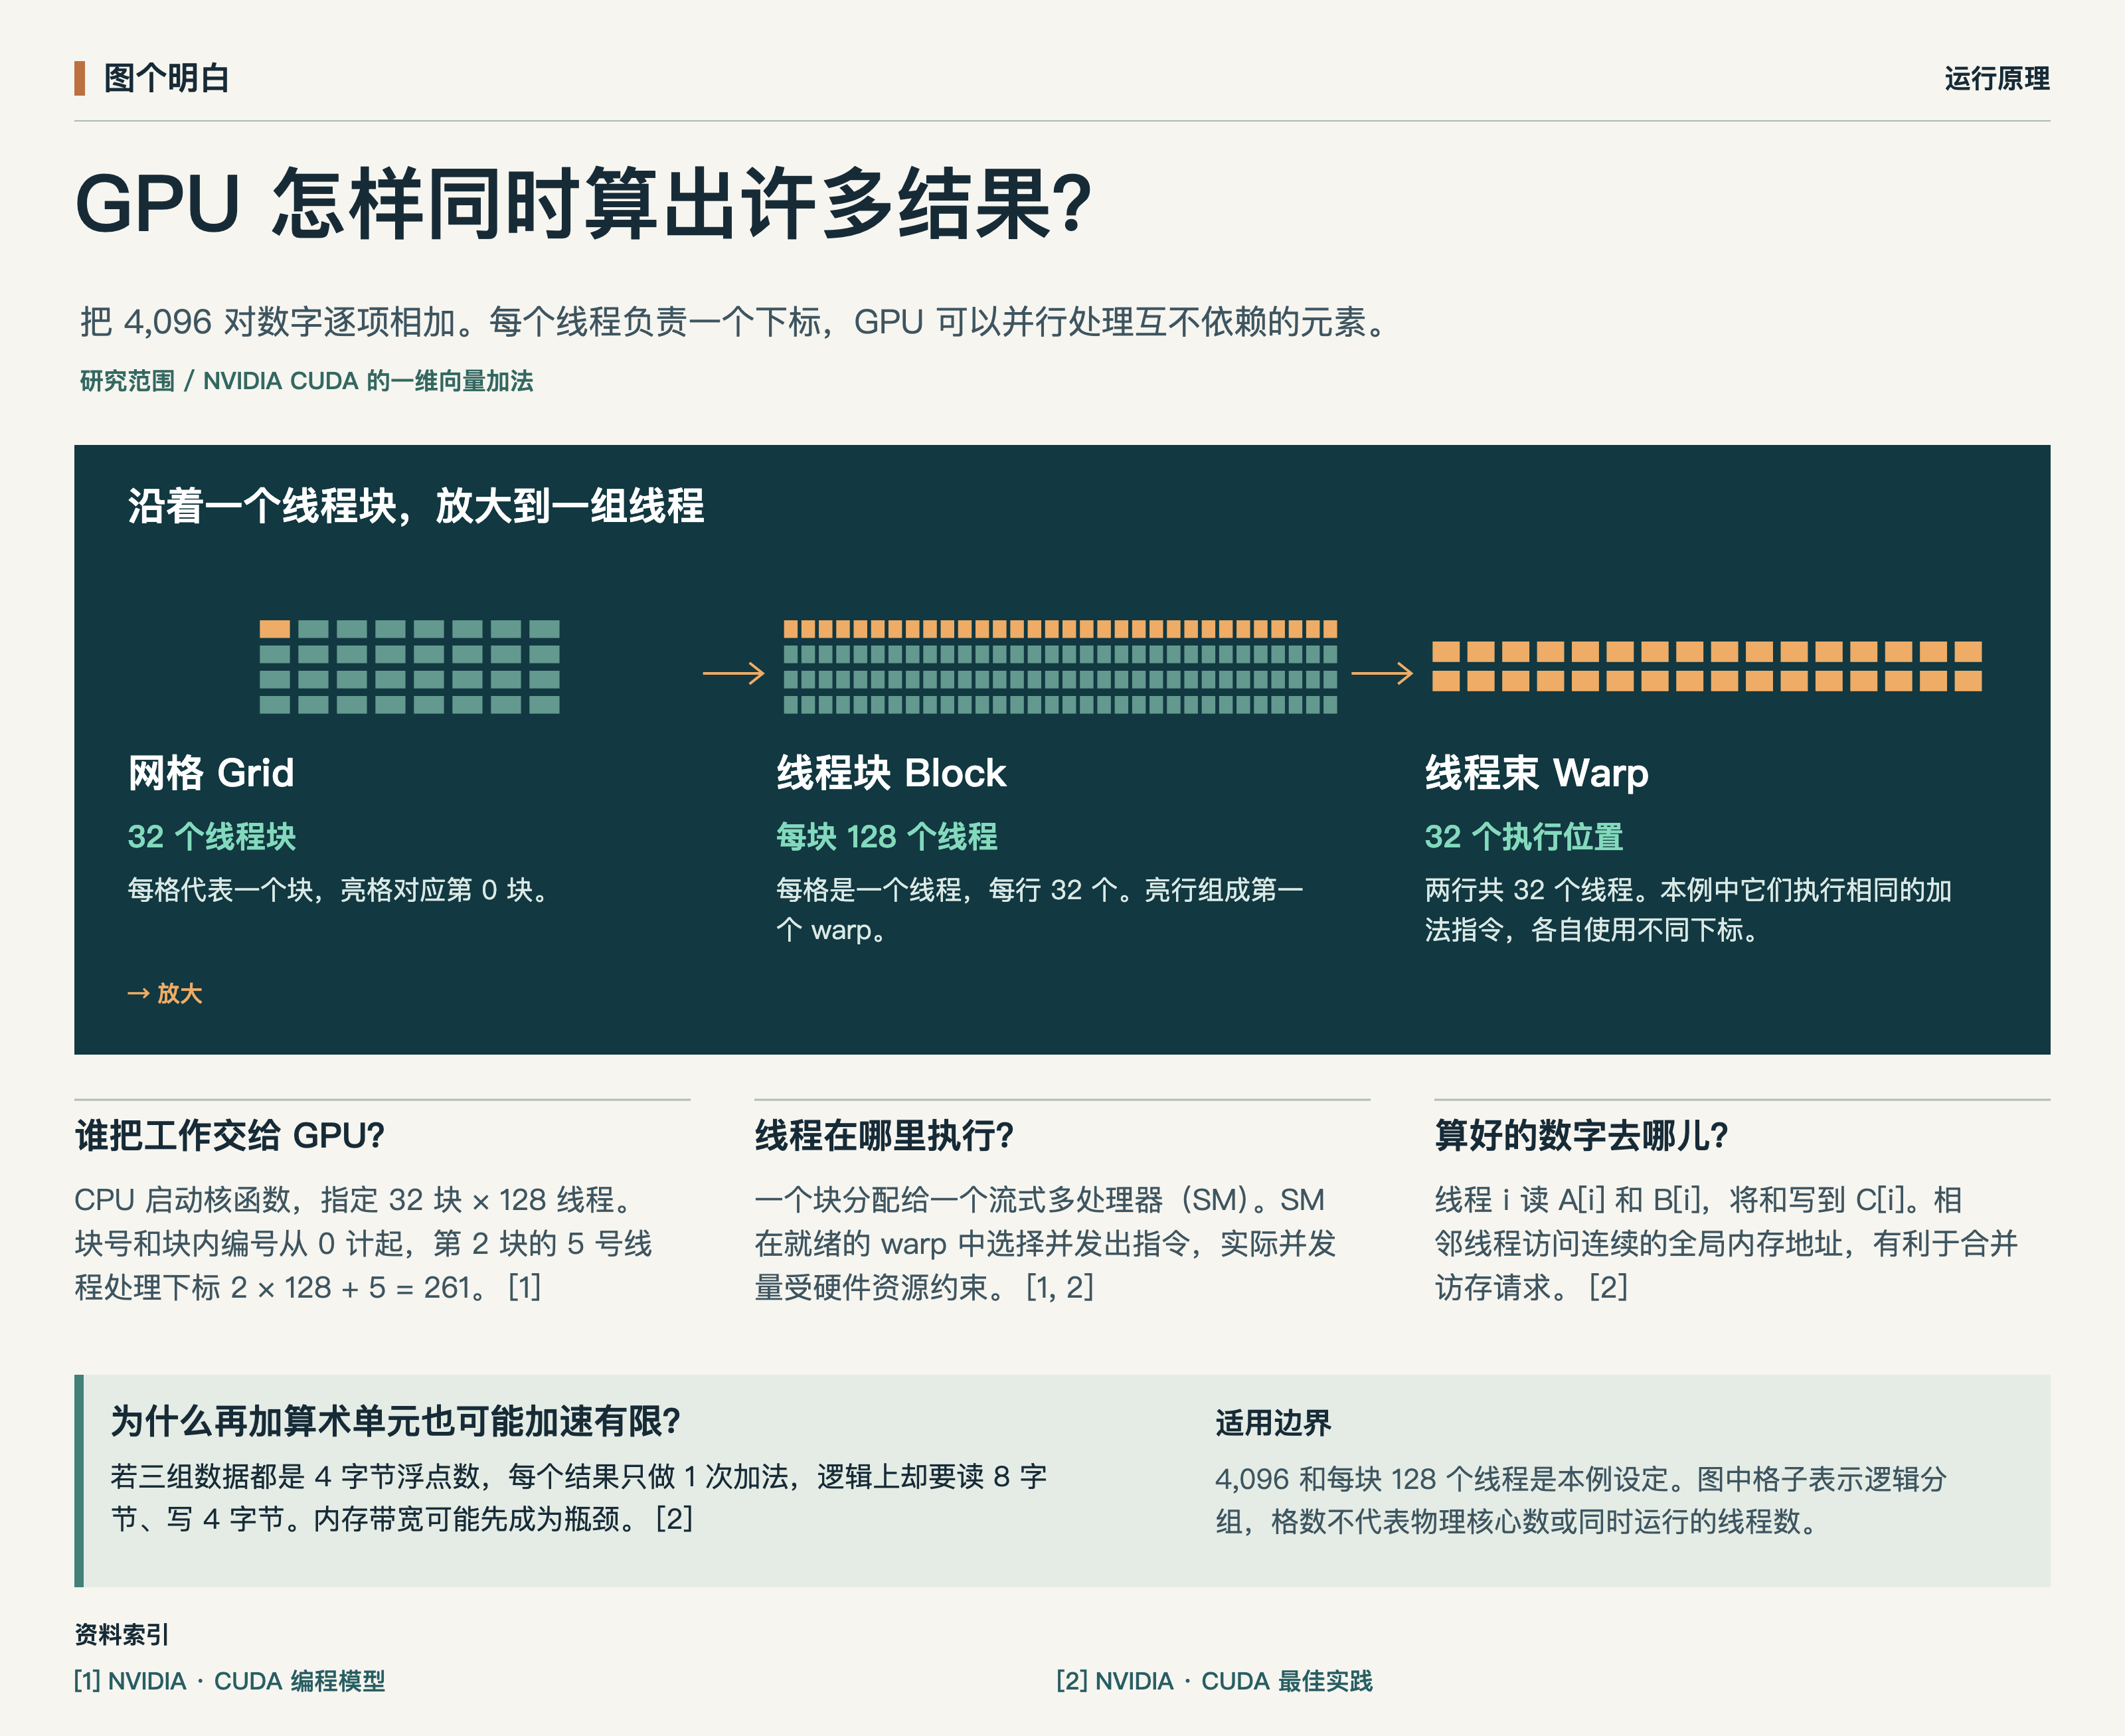 图个明白
运行原理
GPU 怎样同时算出许多结果?
把 4,096 对数字逐项相加。每个线程负责一个下标，GPU 可以并行处理互不依赖的元素。
研究范围 / NVIDIA CUDA 的一维向量加法
沿着一个线程块，放大到一组线程
网格 Grid
32 个线程块
每格代表一个块，亮格对应第 0 块。
→ 放大
线程块 Block
每块 128 个线程
每格是一个线程，每行 32 个。亮行组成第一
个 warp。
线程束 Warp
32 个执行位置
两行共 32 个线程。本例中它们执行相同的加
法指令，各自使用不同下标。
谁把工作交给 GPU?
CPU 启动核函数，指定 32 块 × 128 线程。
块号和块内编号从 0 计起，第 2 块的 5 号线
程处理下标 2 × 128 + 5 = 261。 [1]
线程在哪里执行?
一个块分配给一个流式多处理器（SM）。SM
在就绪的 warp 中选择并发出指令，实际并发
量受硬件资源约束。 [1, 2]
算好的数字去哪儿?
线程 i 读 A[i] 和 B[i]，将和写到 C[i]。相
邻线程访问连续的全局内存地址，有利于合并
访存请求。 [2]
为什么再加算术单元也可能加速有限?
若三组数据都是 4 字节浮点数，每个结果只做 1 次加法，逻辑上却要读 8 字
节、写 4 字节。内存带宽可能先成为瓶颈。 [2]
适用边界
4,096 和每块 128 个线程是本例设定。图中格子表示逻辑分
组，格数不代表物理核心数或同时运行的线程数。
资料索引
[1] NVIDIA · CUDA 编程模型
[2] NVIDIA · CUDA 最佳实践